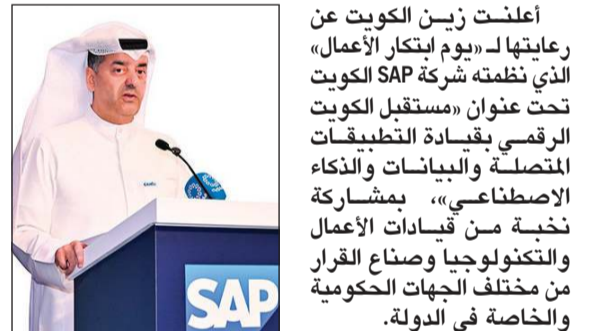 أعلنت زين الكويت عن
رعايتها لـ «يوم ابتكار الأعمال»
الذي نظمته شركة SAP الكويت
تحت عنوان «مستقبل الكويت
الرقمي بقيادة التطبيقات
المتصلة والبيانات والذكاء
الاصطناعي»، بمشاركة
نخبة من قيادات الأعمال
والتكنولوجيا وصناع القرار
من مختلف الجهات الحكومية
والخاصة في الدولة.
SAP